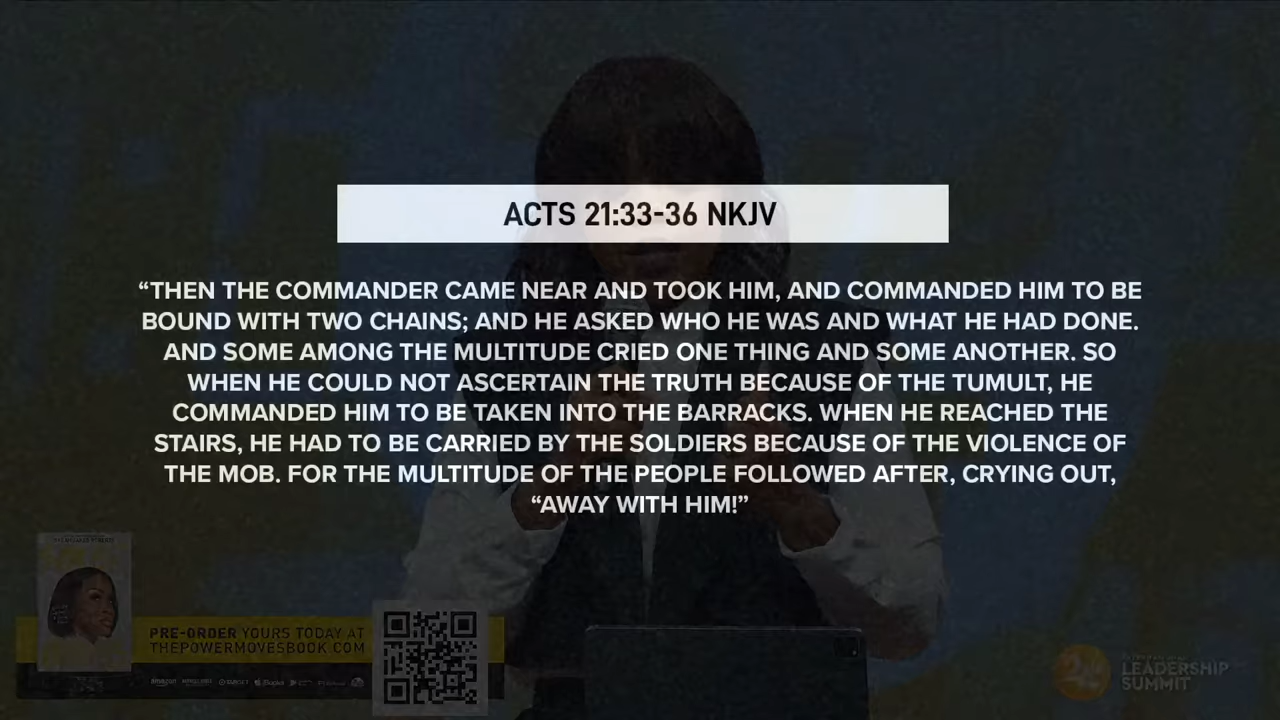 ACTS 21:33-36 NKJV
“THEN THE COMMANDER CAME NEAR AND TOOK HIM, AND COMMANDED HIM TO BE
BOUND WITH TWO CHAINS; AND HE ASKED WHO HE WAS AND WHAT HE HAD DONE.
AND SOME AMONG THE MULTITUDE CRIED ONE THING AND SOME ANOTHER. SO
WHEN HE COULD NOT ASCERTAIN THE TRUTH BECAUSE OF THE TUMULT, HE
COMMANDED HIM TO BE TAKEN INTO THE BARRACKS. WHEN HE REACHED THE
STAIRS, HE HAD TO BE CARRIED BY THE SOLDIERS BECAUSE OF THE VIOLENCE OF
THE MOB. FOR THE MULTITUDE OF THE PEOPLE FOLLOWED AFTER, CRYING OUT,
“AWAY WITH HIM!”
PRE-ORDER YOURS TODAY AT
THEPOWERMOVESBOOK.COM
amazon
TARGET
LEADERSHIP
SUMMIT